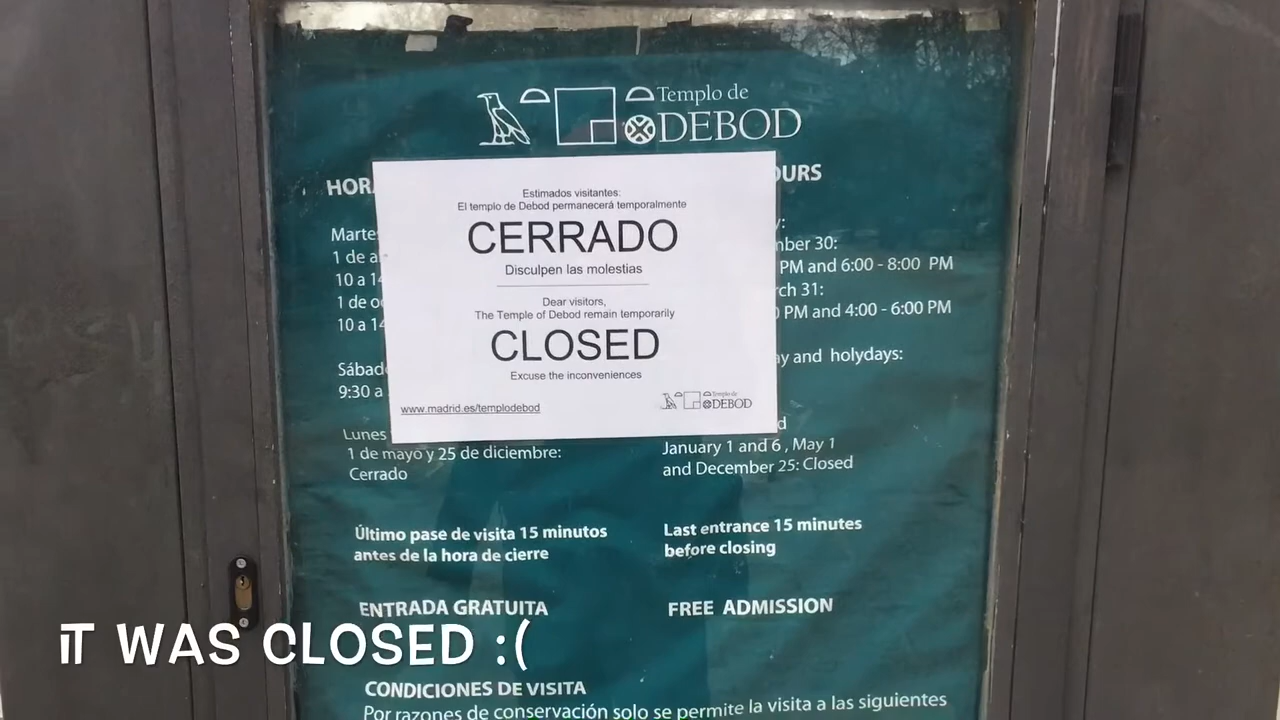 Templo de
DEBOD
Estimados visitantes:
El templo de Debod permanecerá temporalmente
CERRADO
Disculpen las molestias
Dear visitors,
The Temple of Debod remain temporarily
CLOSED
Excuse the inconveniences
www.madrid.es/templodebod
Templo de
DEBOD
Marte
1 de a
10 a 14
1 de o
10 a 14
Sábad
9:30 a
Lunes
1 de mayo y 25 de diciembre:
Cerrado
Último pase de visita 15 minutos
antes de la hora de cierre
ENTRADA GRATUITA
CONDICIONES DE VISITA
Por razones de conservación solo se permite la visita a las siguientes
OURS
mber 30:
PM and 6:00 - 8:00 PM
rch 31:
PM and 4:00 - 6:00 PM
ay and holydays:
January 1 and 6 , May 1
and December 25: Closed
Last entrance 15 minutes
before closing
FREE ADMISSION
IT WAS CLOSED :(